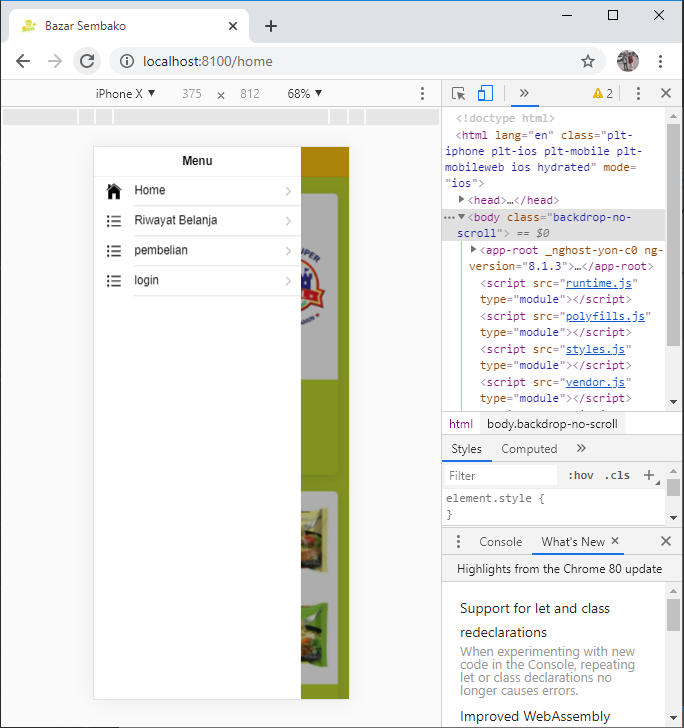 Bazar Sembako
localhost:8100/home
iPhone X ▼ 375 × 812 68% ▼
2
Menu
Home
Riwayat Belanja
pembelian
login
UPER
<!doctype html>
<html lang="en" class="plt-
iphone plt-ios plt-mobile plt-
mobileweb ios hydrated" mode=
"ios">
<head>…</head>
<body class="backdrop-no-
scroll"> == $0
<app-root _nghost-yon-c0 ng-
version="8.1.3">…</app-root>
<script src="runtime.js"
type="module"></script>
<script src="polyfills.js"
type="module"></script>
<script src="styles.js"
type="module"></script>
<script src="vendor.js"
type="module"></script>
html body.backdrop-no-scroll
Styles Computed
Filter :hov .cls
element.style {
}
Console What's New
Highlights from the Chrome 80 update
Support for let and class
redeclarations
When experimenting with new
code in the Console, repeating
let or class declarations no
longer causes errors.
Improved WebAssembly